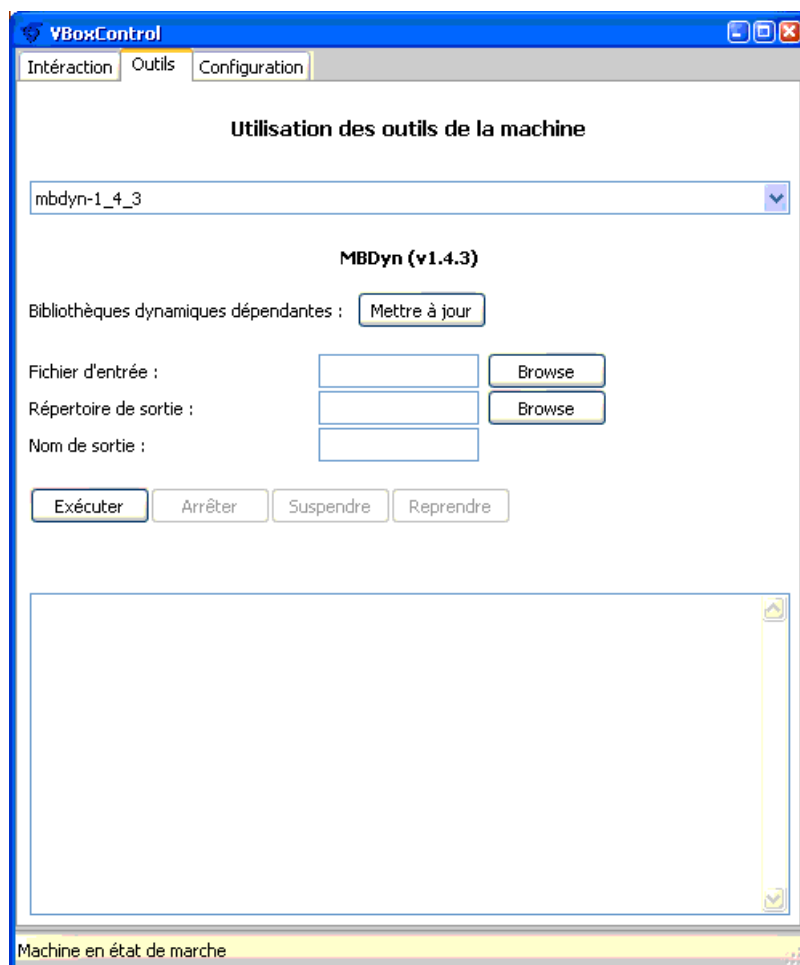 VBoxControl
Intéraction Outils Configuration
Utilisation des outils de la machine
mbdyn-1_4_3
MBDyn (v1.4.3)
Bibliothèques dynamiques dépendantes : Mettre à jour
Fichier d'entrée : Browse
Répertoire de sortie : Browse
Nom de sortie :
Exécuter Arrêter Suspendre Reprendre
Machine en état de marche